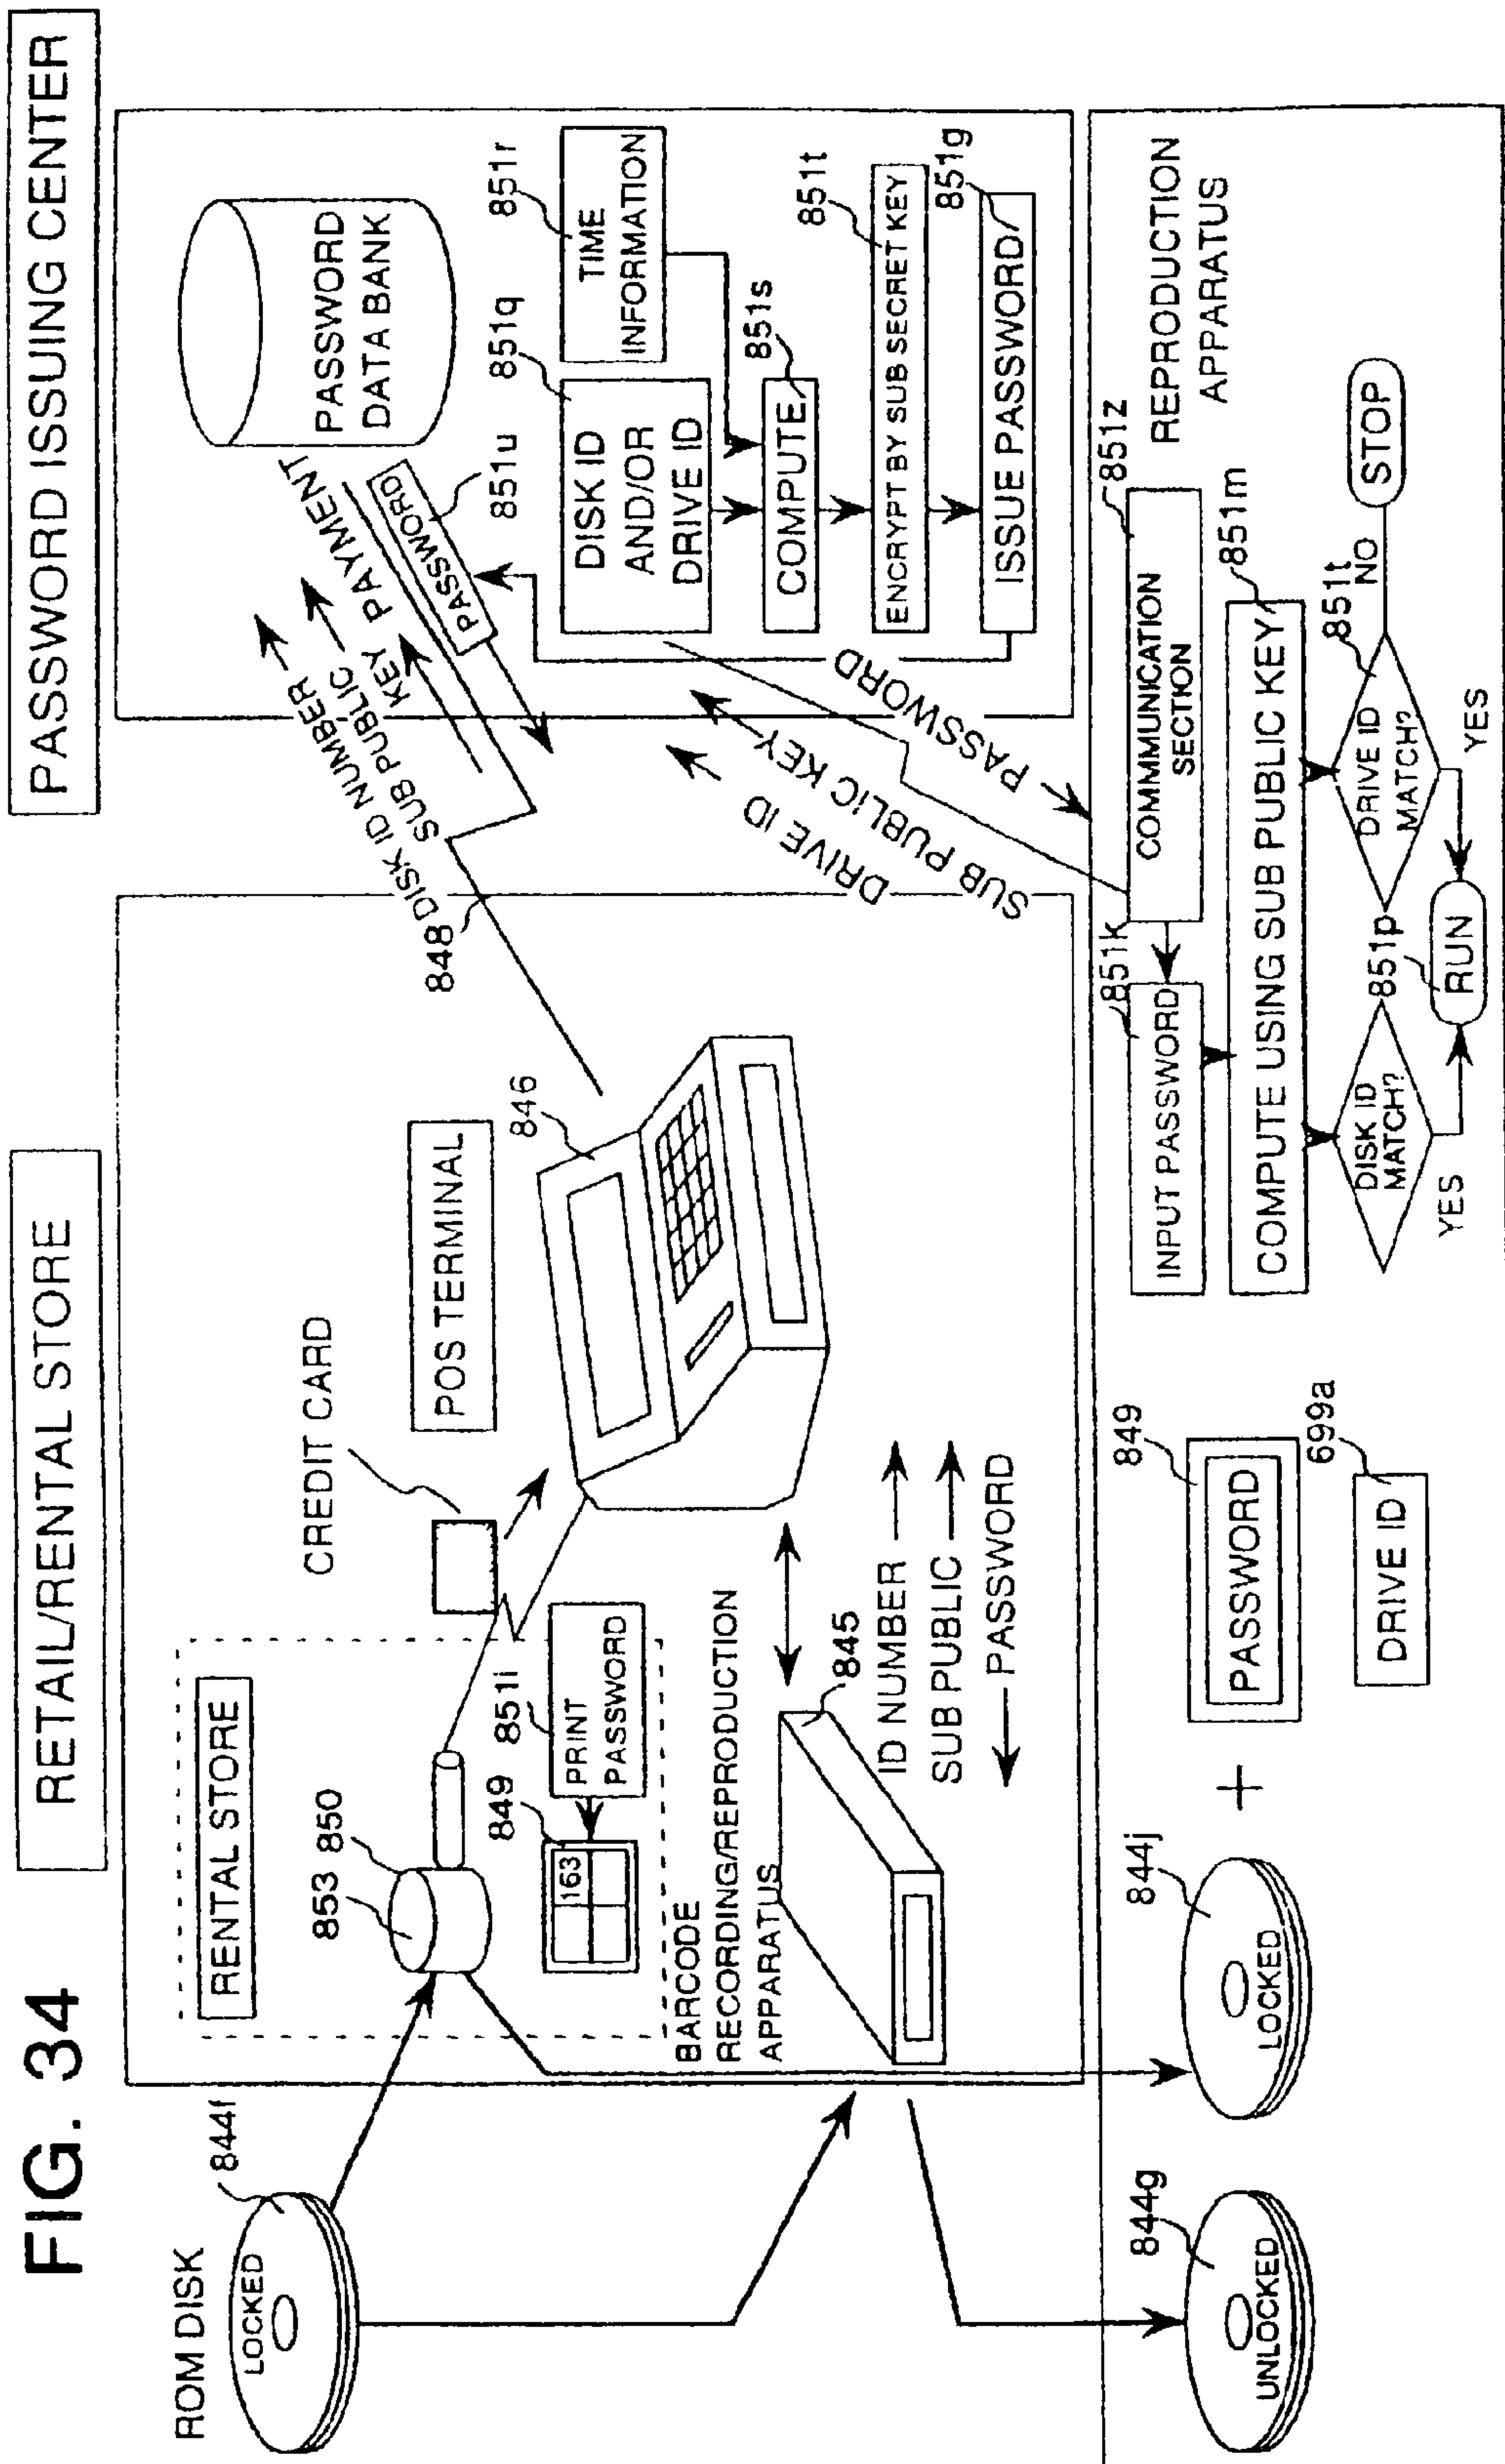 FIG. 34
RETAIL/RENTAL STORE
PASSWORD ISSUING CENTER
ROM DISK
844f
LOCKED
RENTAL STORE
853
850
849
163
851i
PRINT
PASSWORD
CREDIT CARD
POS TERMINAL
846
BARCODE
RECORDING/REPRODUCTION
APPARATUS
845
ID NUMBER
SUB PUBLIC
PASSWORD
848
DISK ID NUMBER
SUB PUBLIC
KEY PAYMENT
PASSWORD
851u
PASSWORD
DATA BANK
851q
851r
DISK ID
AND/OR
DRIVE ID
TIME
INFORMATION
COMPUTE
851s
ENCRYPT BY SUB SECRET KEY
851t
ISSUE PASSWORD
851g
DRIVE ID
SUB PUBLIC KEY
PASSWORD
844g
UNLOCKED
844j
LOCKED
+
849
PASSWORD
699a
DRIVE ID
REPRODUCTION
APPARATUS
851k
INPUT PASSWORD
851z
COMMMUNICATION
SECTION
COMPUTE USING SUB PUBLIC KEY
851m
DISK ID
MATCH?
851p
DRIVE ID
MATCH?
851t
NO
STOP
YES
RUN
YES